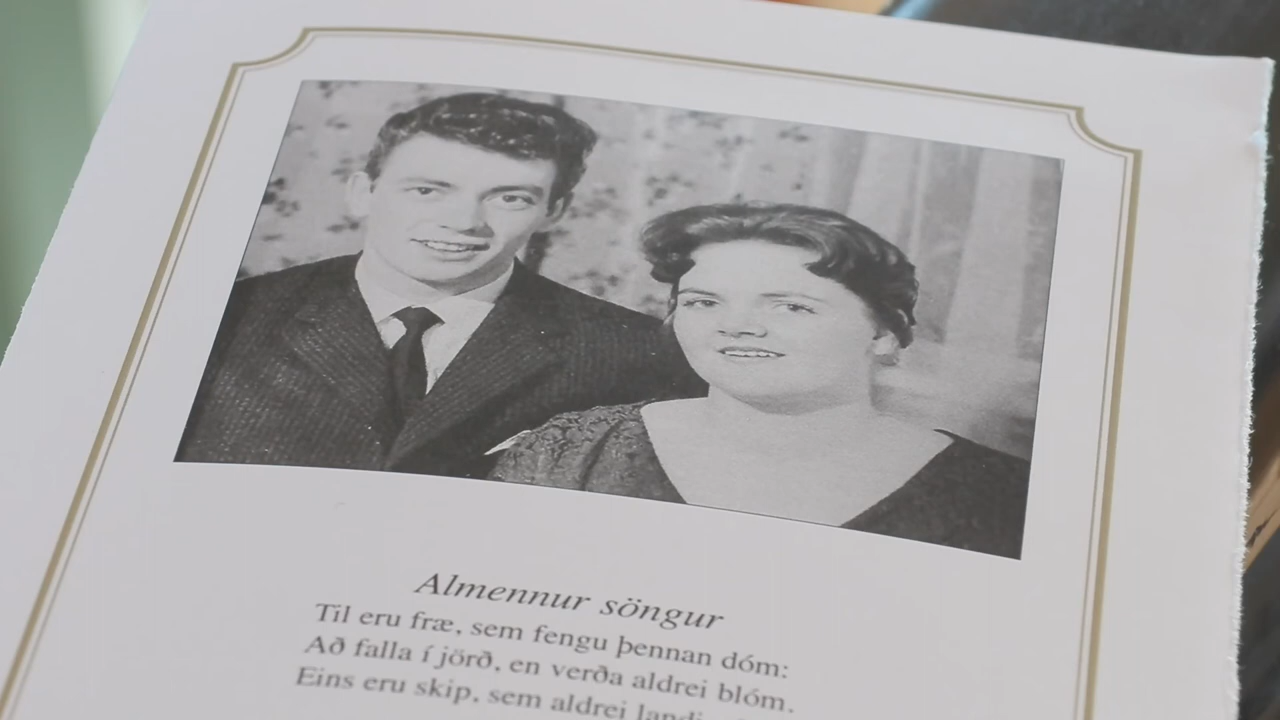 Almennur söngur
Til eru fræ, sem fengu þennan dóm:
Að falla í jörð, en verða aldrei blóm.
Eins eru skip, sem aldrei